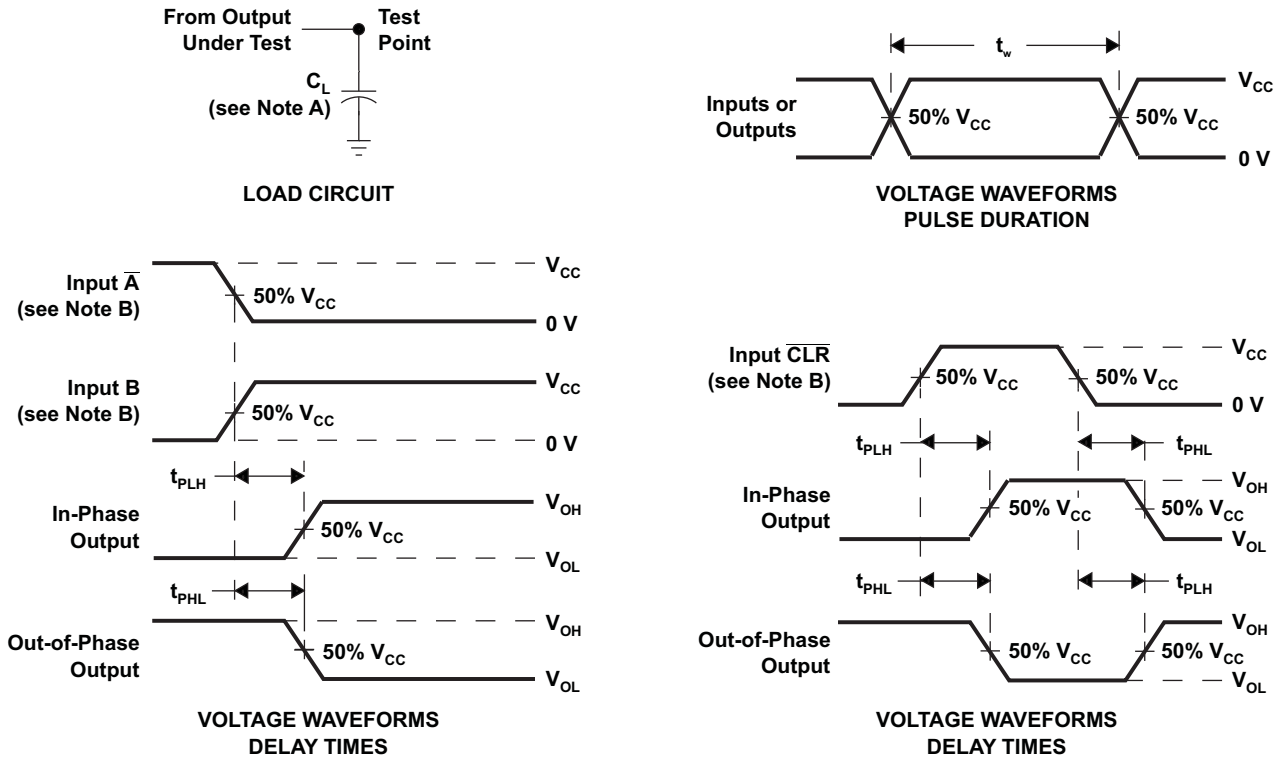 From Output
Under Test
Test
Point
C_L
(see Note A)
LOAD CIRCUIT
t_w
Inputs or
Outputs
50% V_CC
50% V_CC
V_CC
0 V
VOLTAGE WAVEFORMS
PULSE DURATION
Input A̅
(see Note B)
50% V_CC
V_CC
0 V
Input B
(see Note B)
50% V_CC
V_CC
0 V
t_PLH
In-Phase
Output
50% V_CC
V_OH
V_OL
t_PHL
Out-of-Phase
Output
50% V_CC
V_OH
V_OL
VOLTAGE WAVEFORMS
DELAY TIMES
Input C̅L̅R̅
(see Note B)
50% V_CC
50% V_CC
V_CC
0 V
t_PLH
t_PHL
In-Phase
Output
50% V_CC
50% V_CC
V_OH
V_OL
t_PHL
t_PLH
Out-of-Phase
Output
50% V_CC
50% V_CC
V_OH
V_OL
VOLTAGE WAVEFORMS
DELAY TIMES